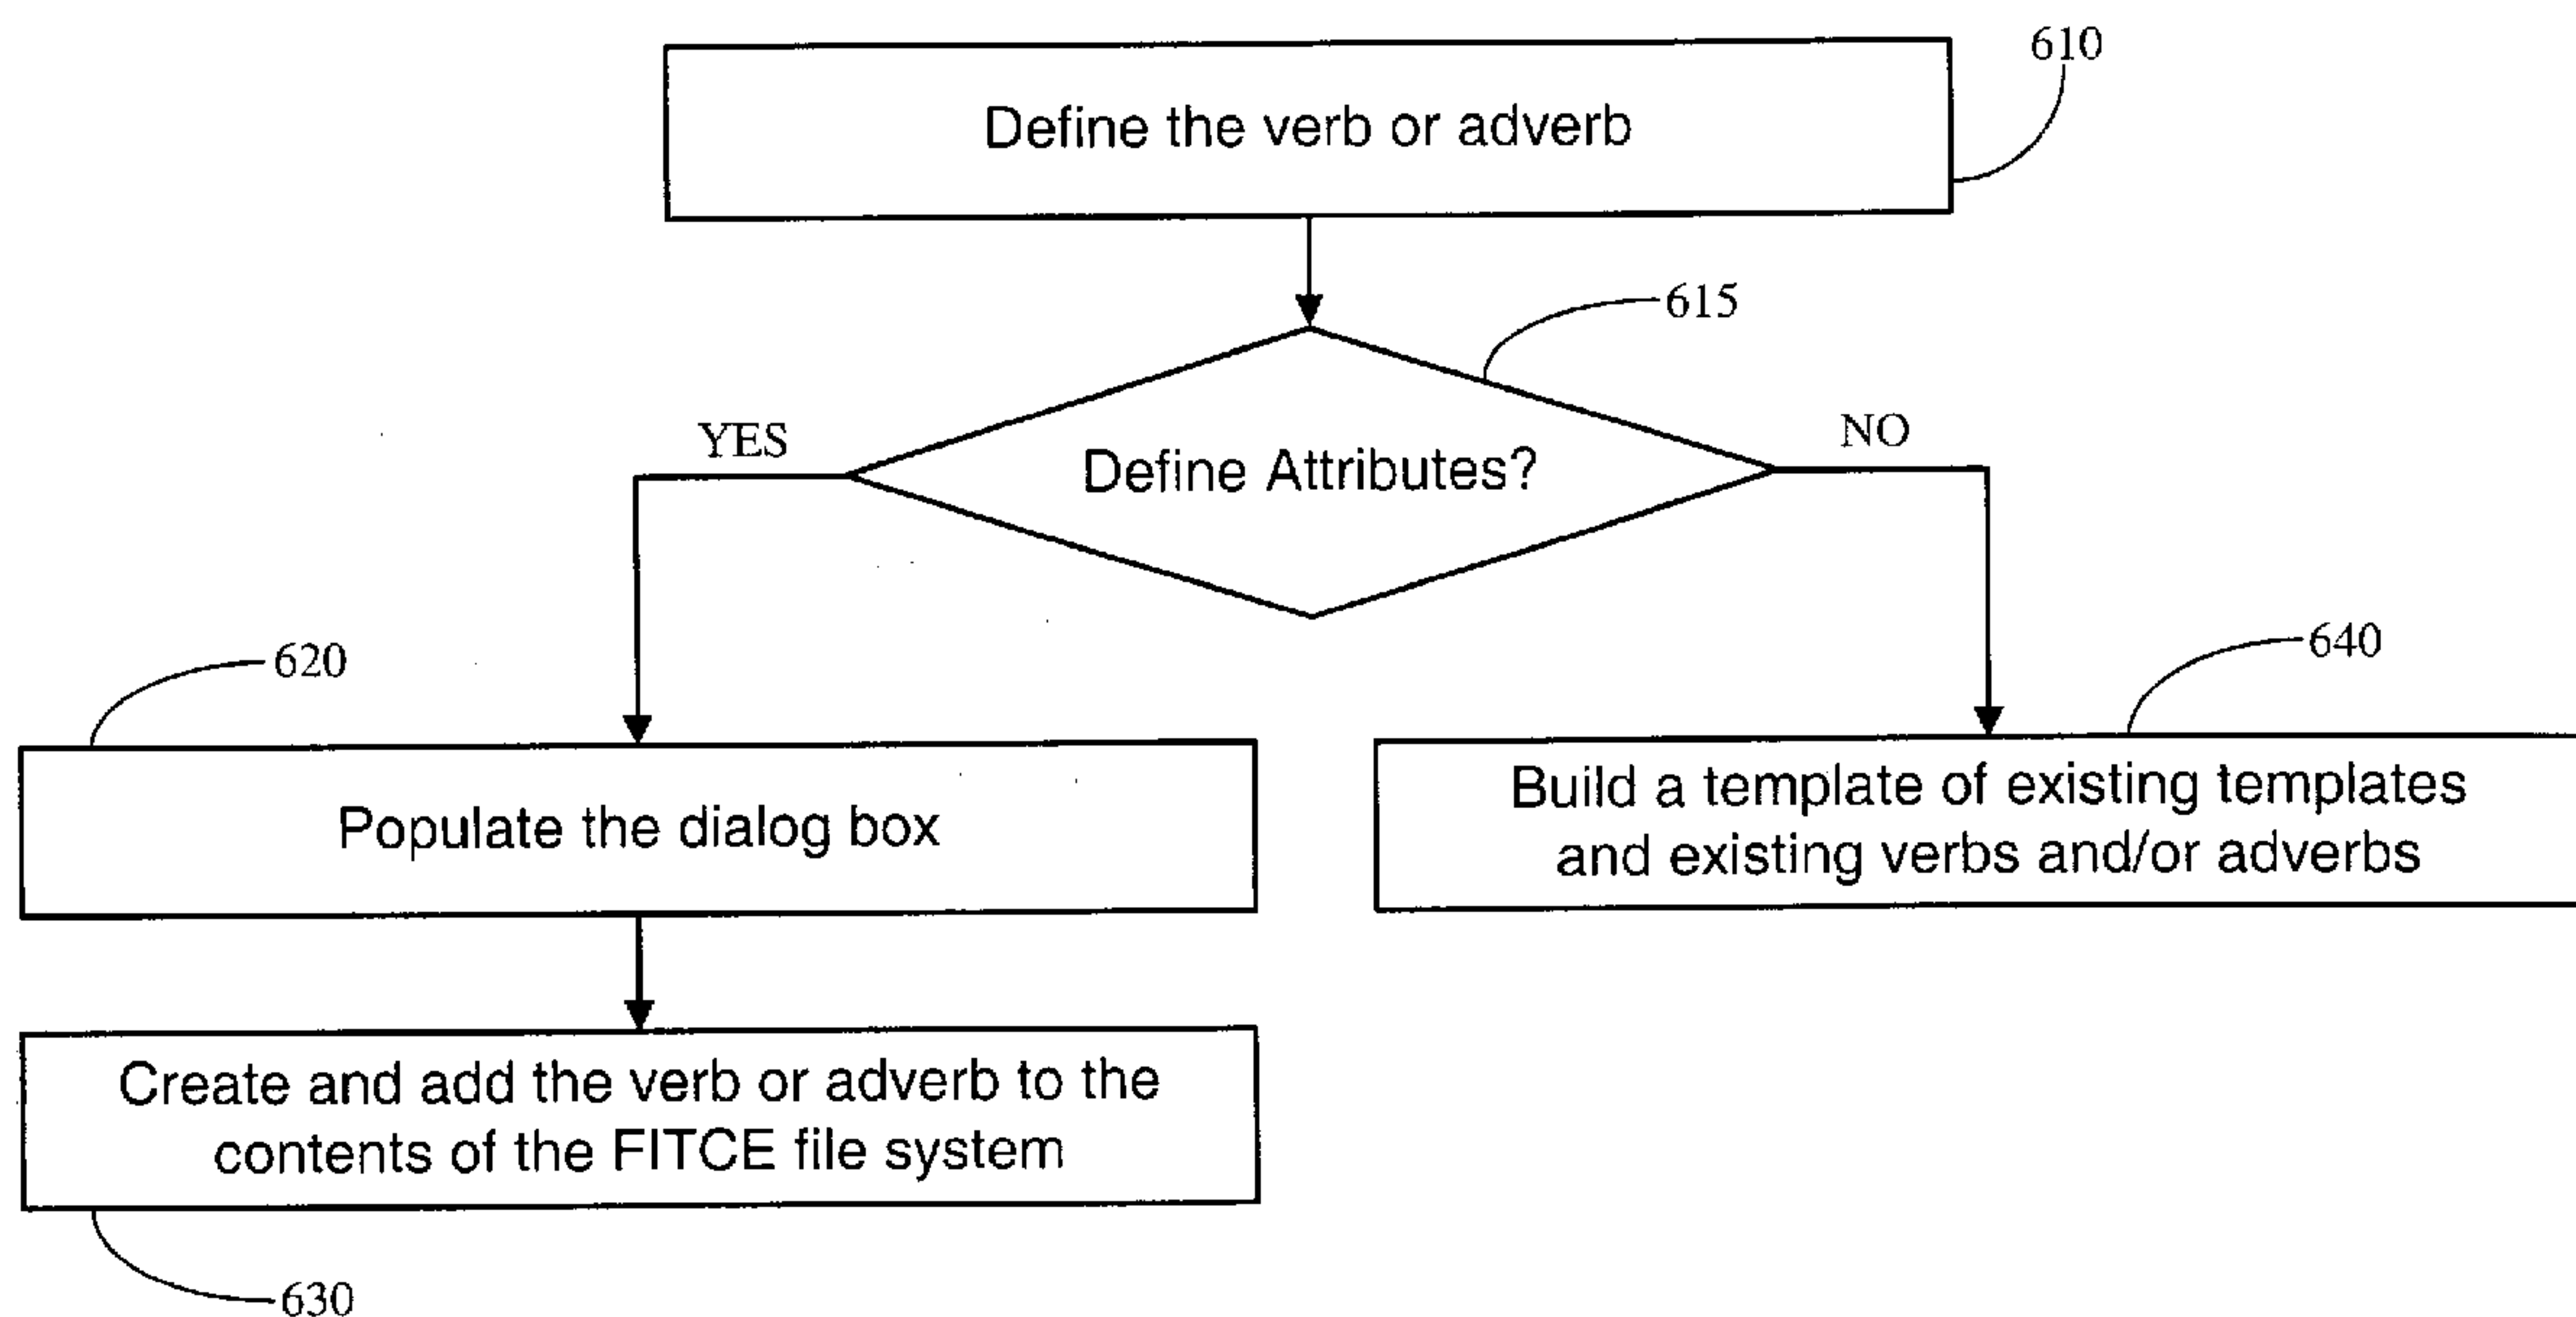 610
Define the verb or adverb
615
YES
NO
Define Attributes?
620
640
Populate the dialog box
Build a template of existing templates
and existing verbs and/or adverbs
Create and add the verb or adverb to the
contents of the FITCE file system
630